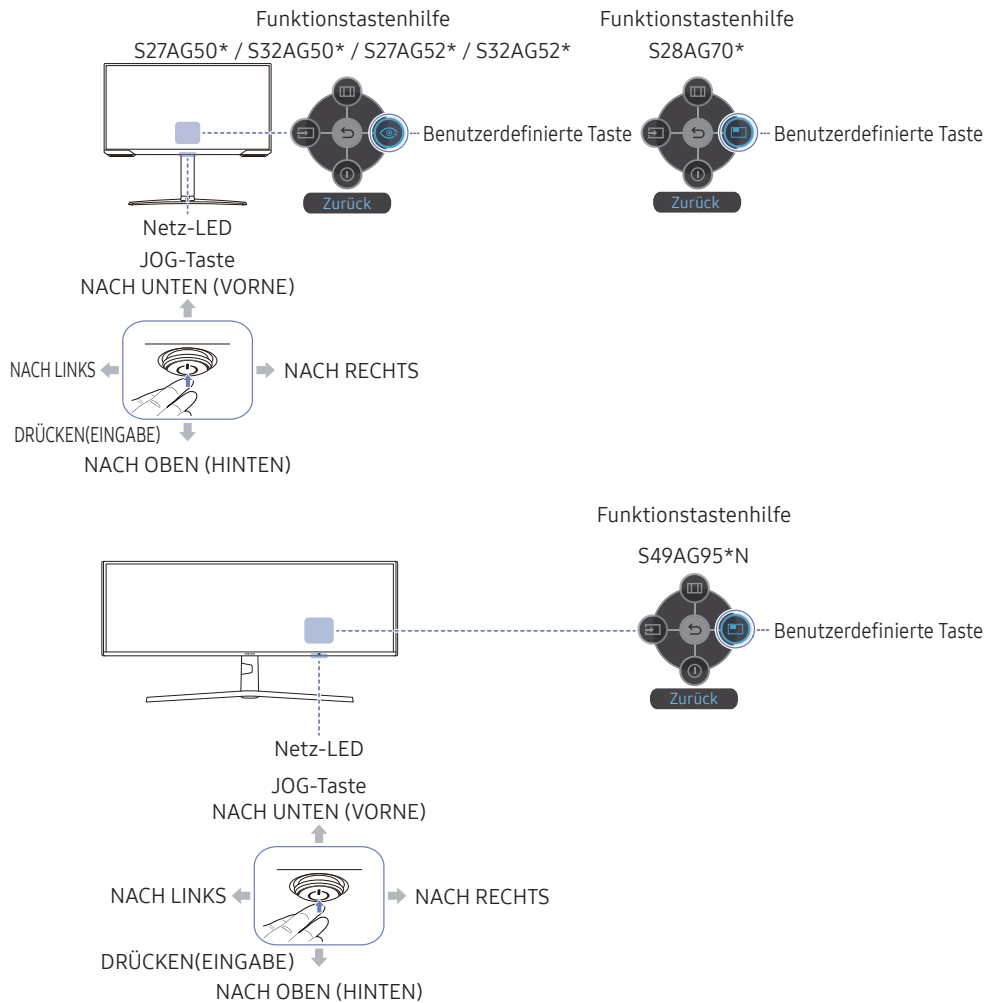 Funktionstastenhilfe
S27AG50* / S32AG50* / S27AG52* / S32AG52*
Benutzerdefinierte Taste
Zurück
Funktionstastenhilfe
S28AG70*
Benutzerdefinierte Taste
Zurück
Netz-LED
JOG-Taste
NACH UNTEN (VORNE)
NACH LINKS
NACH RECHTS
DRÜCKEN(EINGABE)
NACH OBEN (HINTEN)
Funktionstastenhilfe
S49AG95*N
Benutzerdefinierte Taste
Zurück
Netz-LED
JOG-Taste
NACH UNTEN (VORNE)
NACH LINKS
NACH RECHTS
DRÜCKEN(EINGABE)
NACH OBEN (HINTEN)